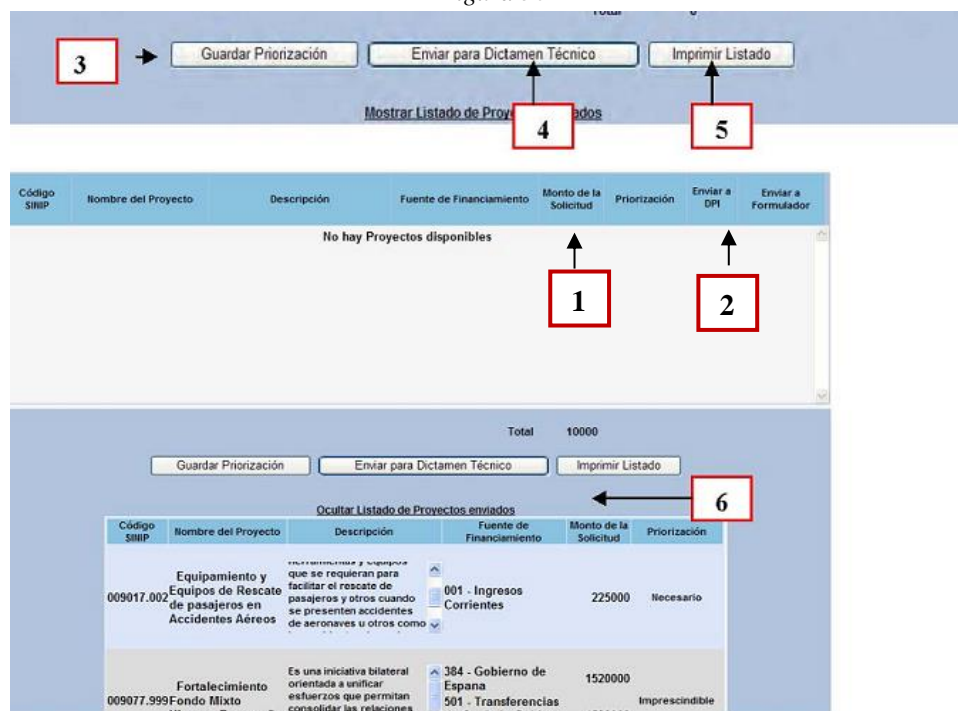 Total 0
3
Guardar Priorización
Enviar para Dictamen Técnico
Imprimir Listado
Mostrar Listado de
4
5
Código SINIP
Nombre del Proyecto
Descripción
Fuente de Financiamiento
Monto de la Solicitud
Priorización
Enviar a DPI
Enviar a Formulador
No hay Proyectos disponibles
1
2
Total 10000
Guardar Priorización
Enviar para Dictamen Técnico
Imprimir Listado
6
Ocultar Listado de Proyectos enviados
Código SINIP
Nombre del Proyecto
Descripción
Fuente de Financiamiento
Monto de la Solicitud
Priorización
009017.002
Equipamiento y
Equipos de Rescate
de pasajeros en
Accidentes Aéreos
herramientas y equipos
que se requieran para
facilitar el rescate de
pasajeros y otros cuando
se presenten accidentes
de aeronaves u otros como
001 - Ingresos
Corrientes
225000
Necesario
009077.999
Fortalecimiento
Fondo Mixto
Es una iniciativa bilateral
orientada a unificar
esfuerzos que permitan
consolidar las relaciones
384 - Gobierno de
Espana
501 - Transferencias
1520000
Imprescindible